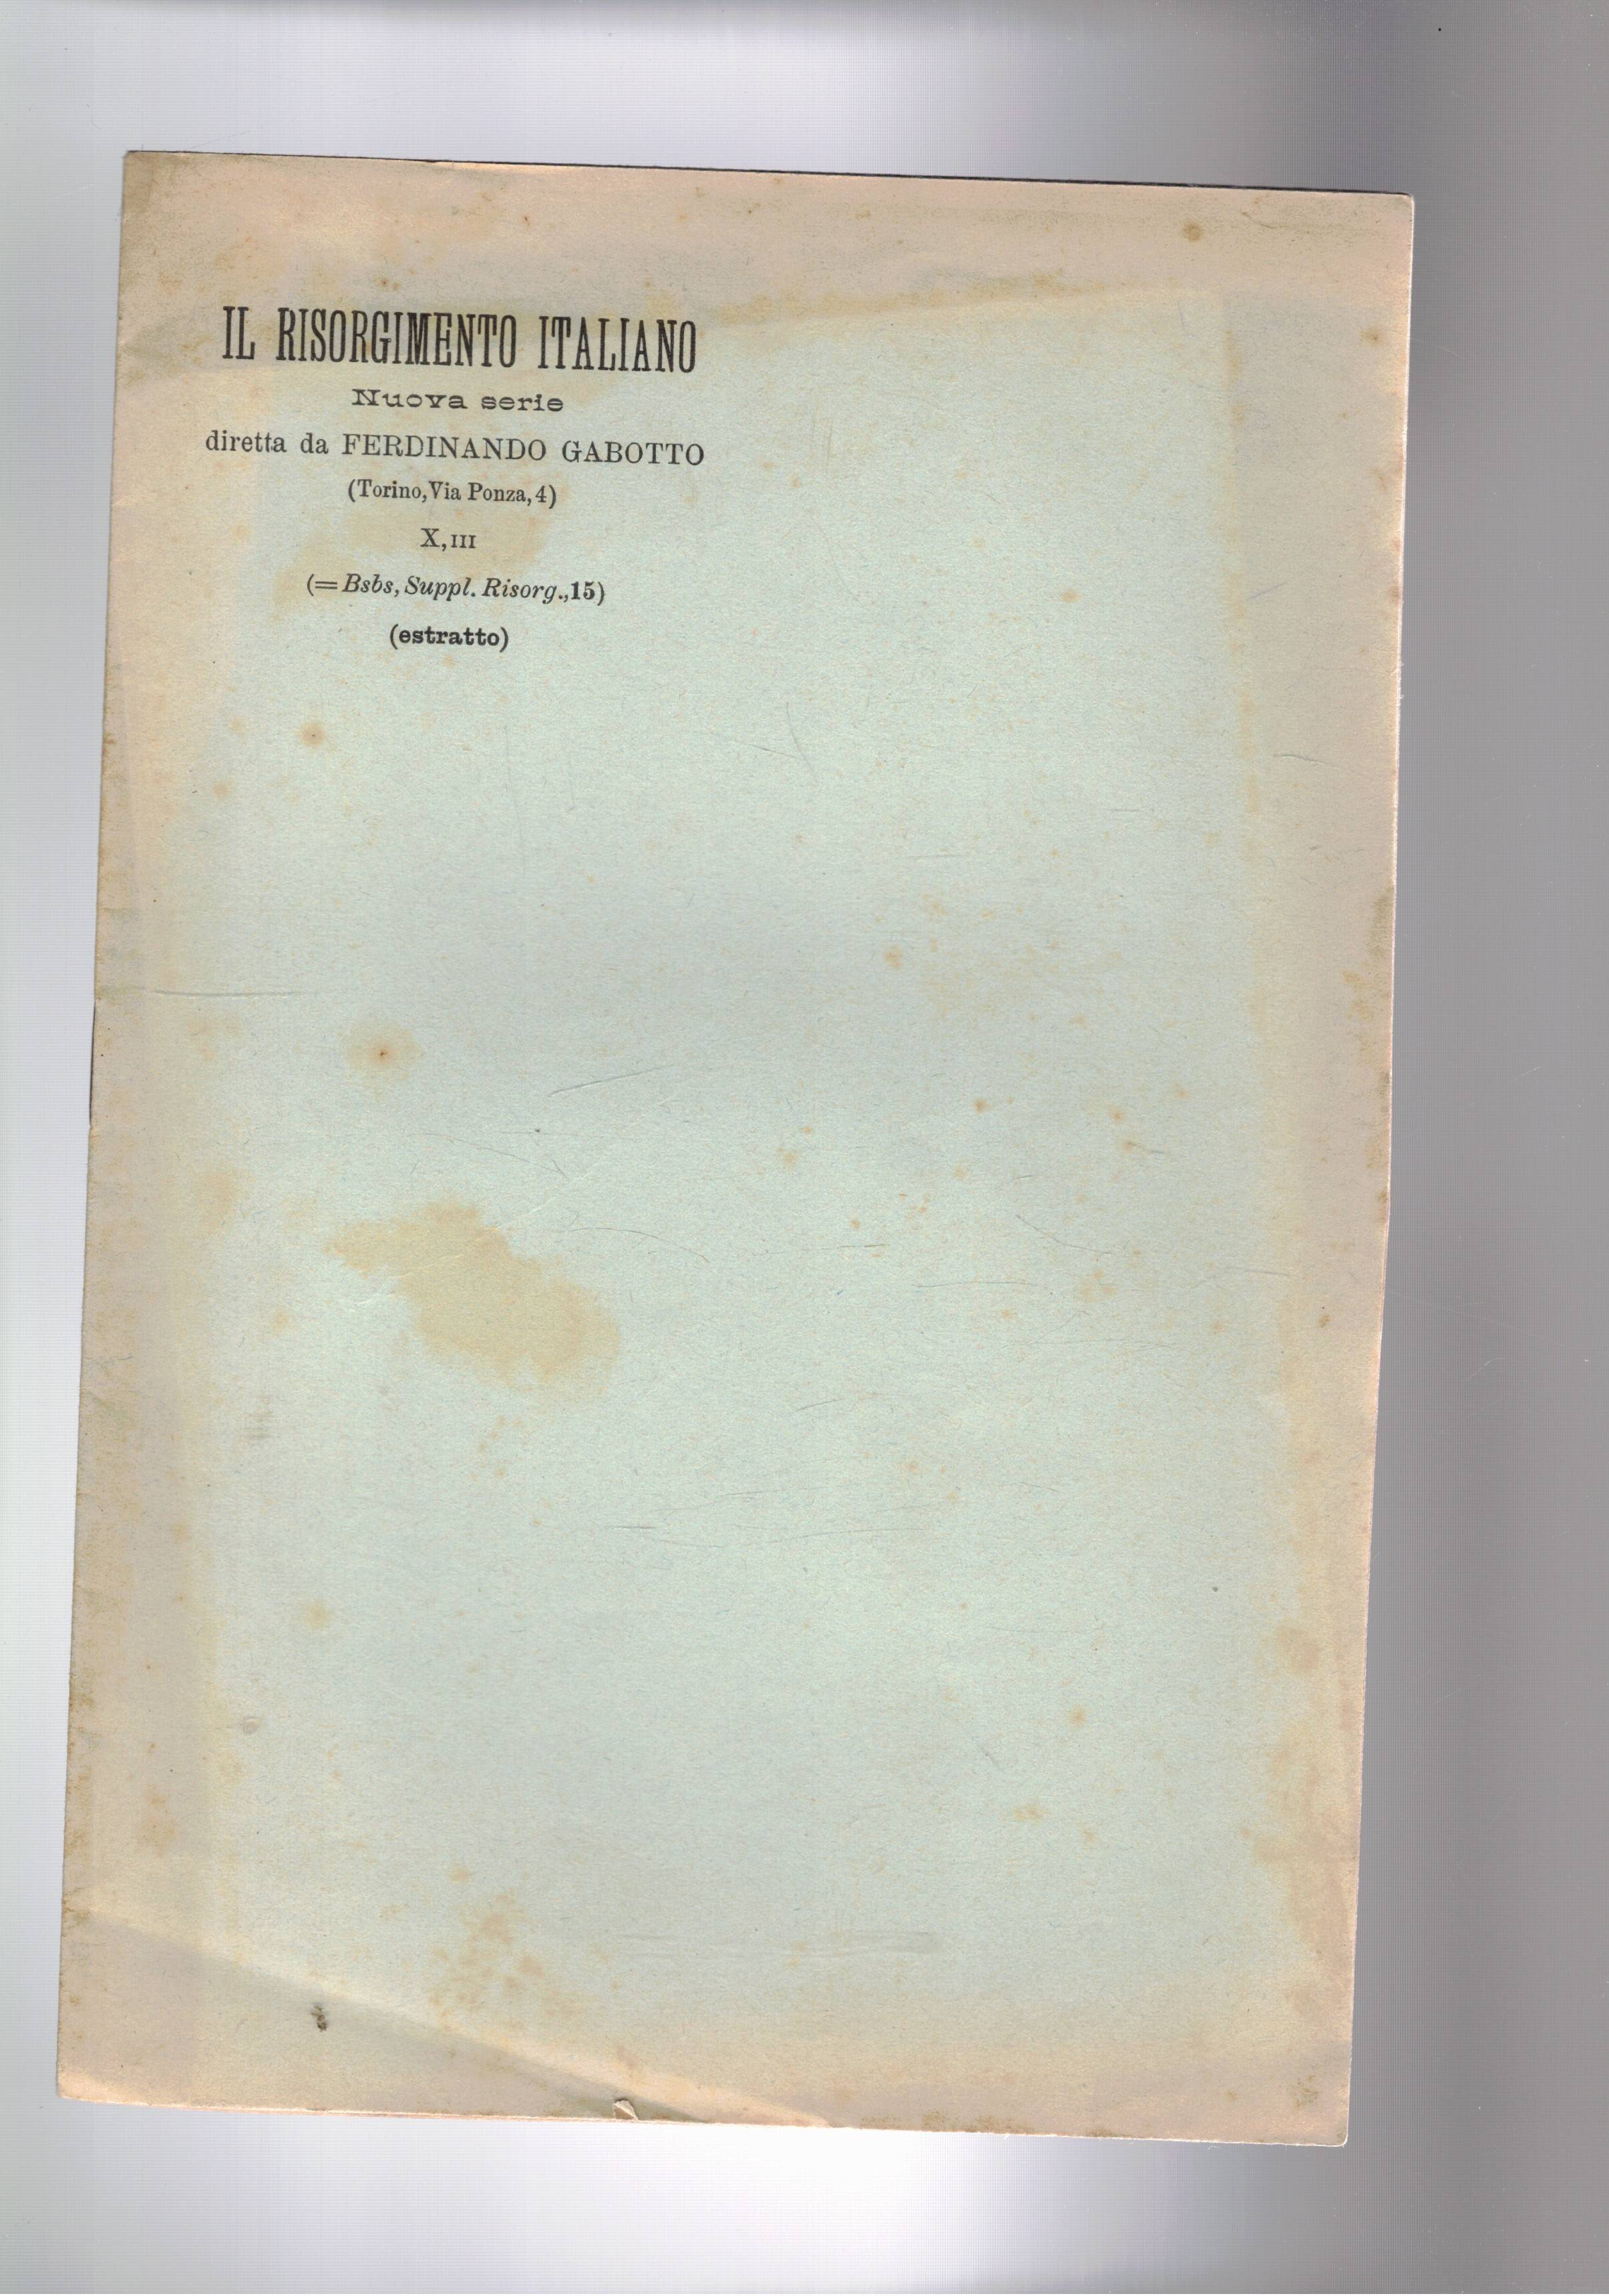 IL RISORGIMENTO ITALIANO
Nuova serie
diretta da FERDINANDO GABOTTO
(Torino, Via Ponza, 4)
X, III
(= Bsbs, Suppl. Risorg., 15)
(estratto)